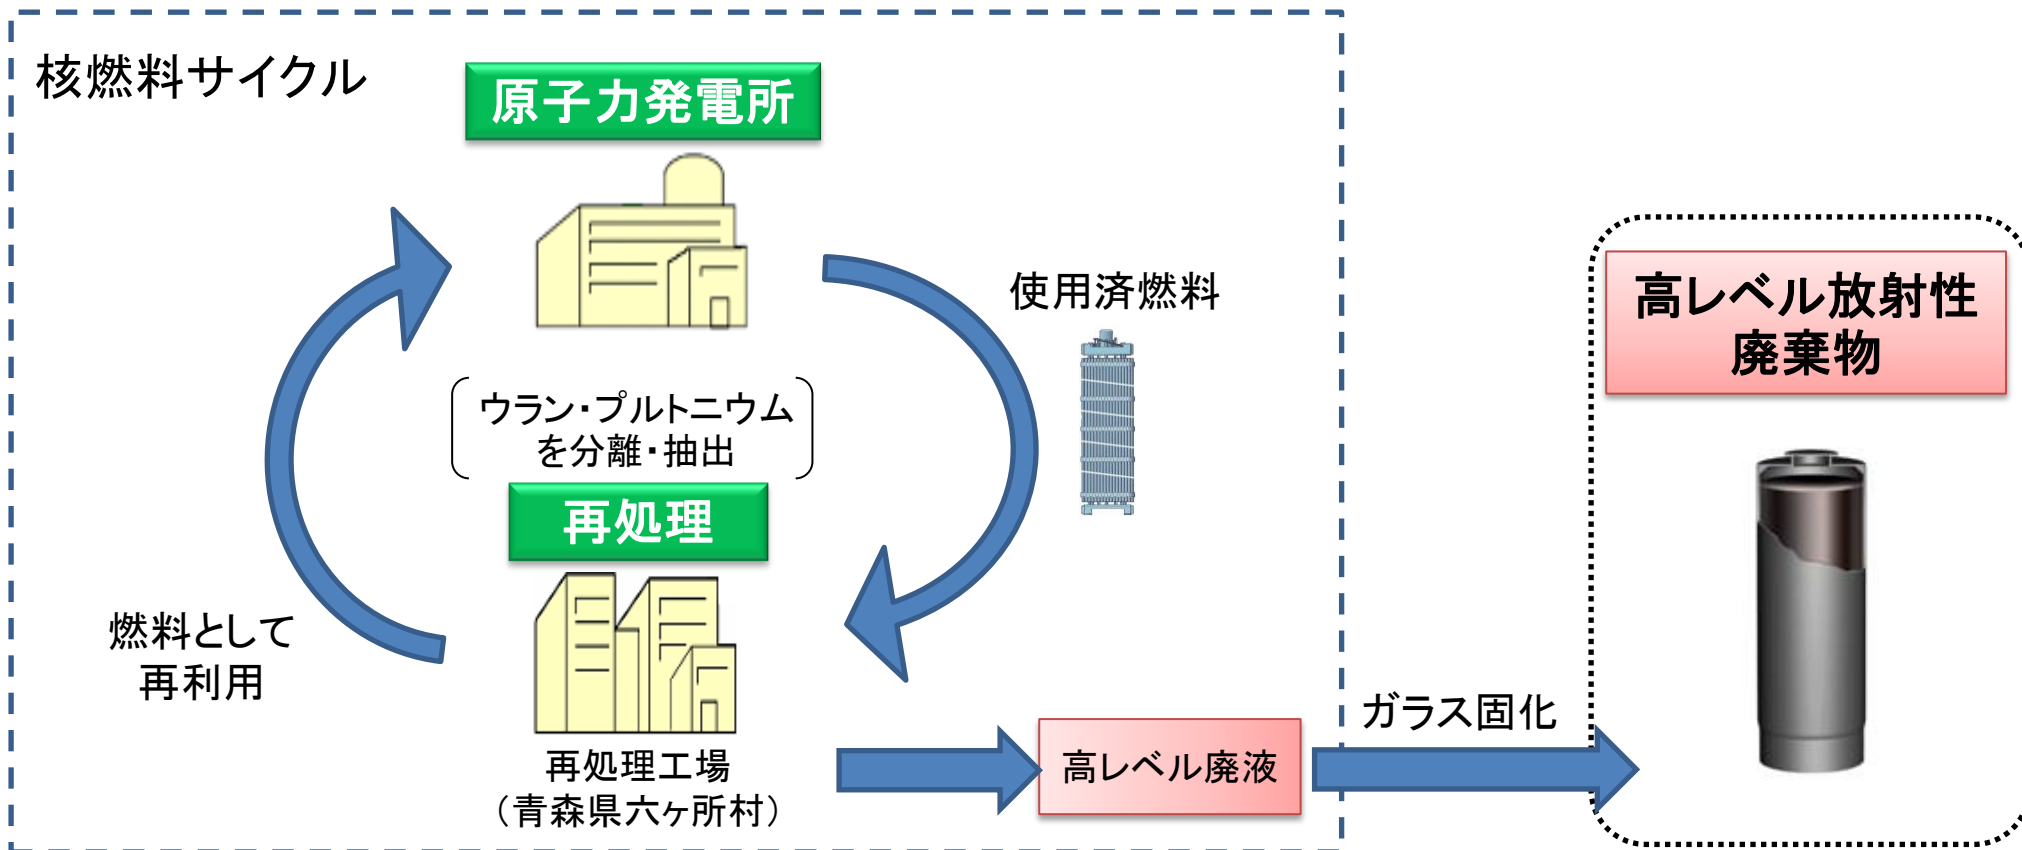 核燃料サイクル
原子力発電所
使用済燃料
ウラン・プルトニウム
を分離・抽出
再処理
燃料として
再利用
再処理工場
（青森県六ヶ所村）
高レベル廃液
ガラス固化
高レベル放射性
廃棄物